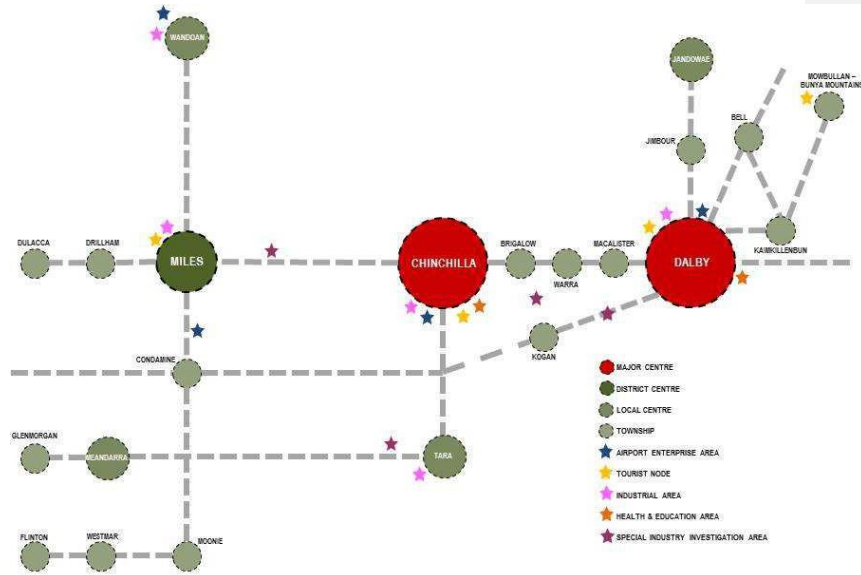 WANDOAN
JANDOWAE
MOWBULLAN –
BUNYA MOUNTAINS
BELL
JIMBOUR
DULACCA
DRILLHAM
MILES
CHINCHILLA
BRIGALOW
WARRA
MACALISTER
DALBY
KAIMKILLENBUN
KOGAN
CONDAMINE
GLENMORGAN
MEANDARRA
TARA
FLINTON
WESTMAR
MOONIE
MAJOR CENTRE
DISTRICT CENTRE
LOCAL CENTRE
TOWNSHIP
AIRPORT ENTERPRISE AREA
TOURIST NODE
INDUSTRIAL AREA
HEALTH & EDUCATION AREA
SPECIAL INDUSTRY INVESTIGATION AREA